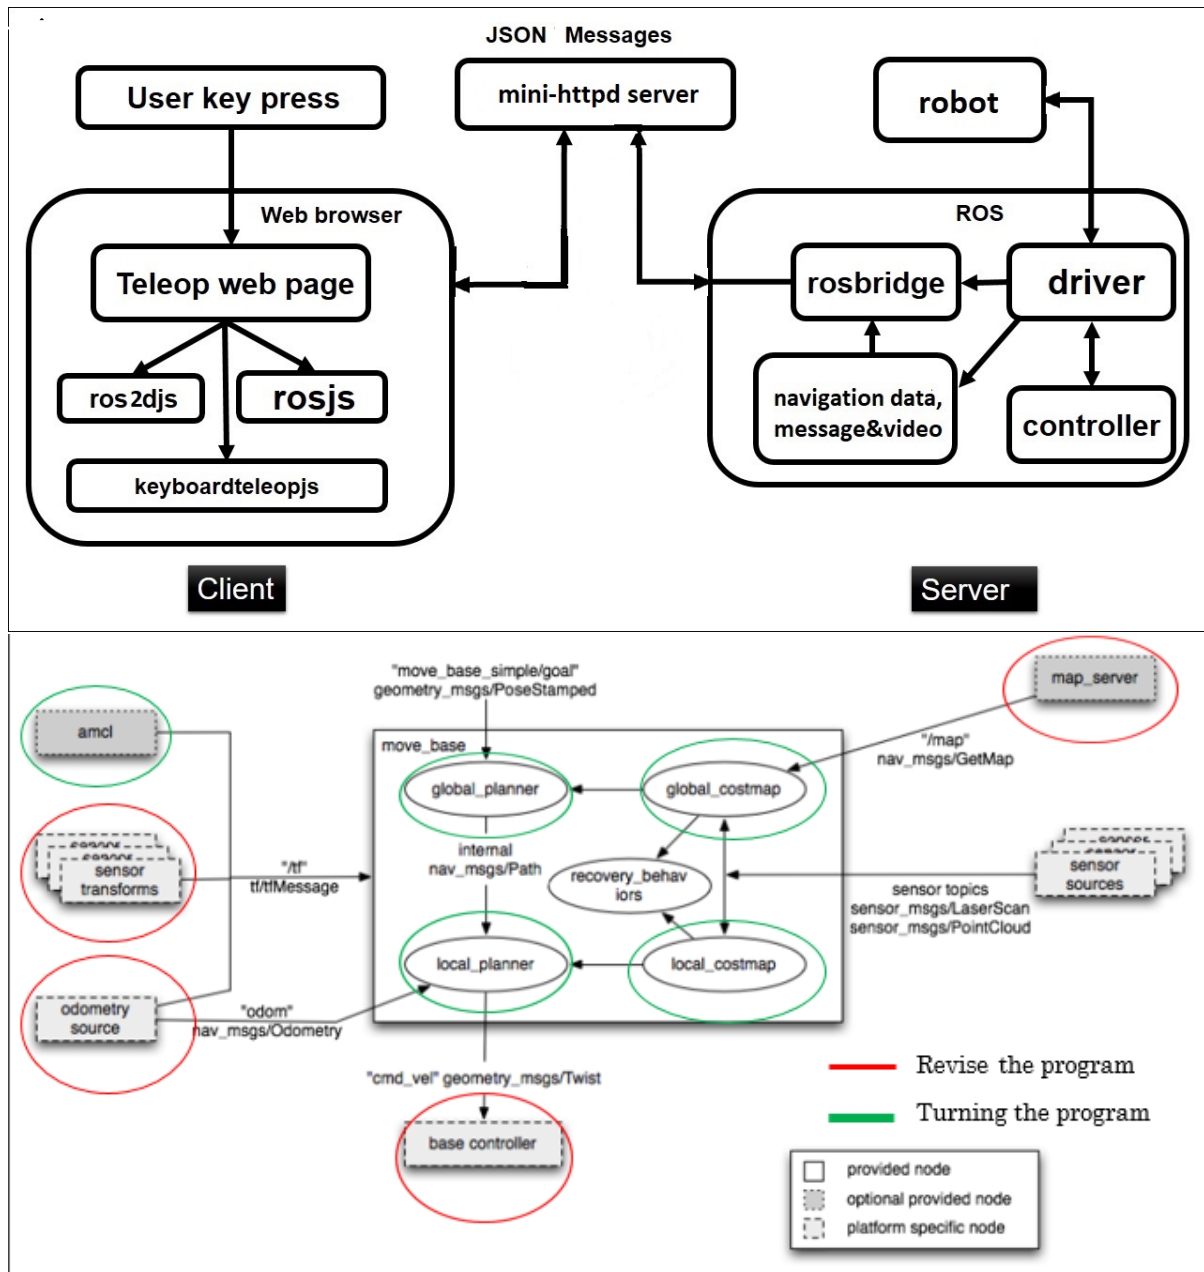 JSON Messages
User key press
mini-httpd server
robot
Web browser
ROS
Teleop web page
rosbridge
driver
ros2djs
rosjs
navigation data,
message&video
controller
keyboardteleopjs
Client
Server
"move_base_simple/goal"
geometry_msgs/PoseStamped
map_server
amcl
move_base
"/map"
nav_msgs/GetMap
global_planner
global_costmap
internal
nav_msgs/Path
sensor
transforms
"/tf"
tf/tfMessage
recovery_behav
iors
sensor
sources
sensor topics
sensor_msgs/LaserScan
sensor_msgs/PointCloud
local_planner
local_costmap
odometry
source
"odom"
nav_msgs/Odometry
"cmd_vel" geometry_msgs/Twist
Revise the program
Turning the program
base controller
provided node
optional provided node
platform specific node